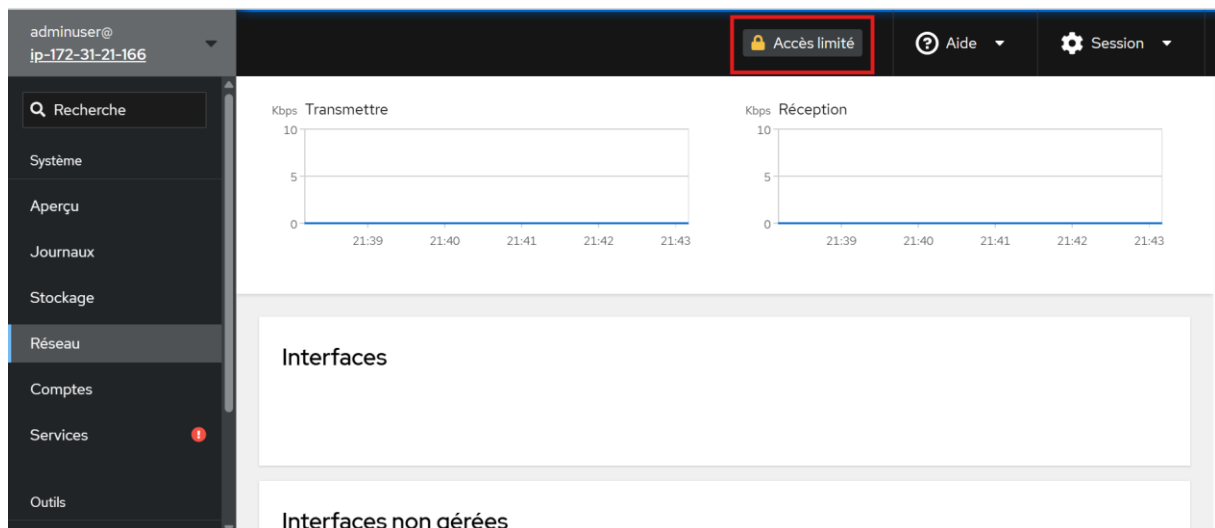 adminuser@
ip-172-31-21-166
Accès limité
Aide
Session
Recherche
Système
Aperçu
Journaux
Stockage
Réseau
Comptes
Services
Outils
Kbps Transmettre
10
5
0
21:39 21:40 21:41 21:42 21:43
Kbps Réception
10
5
0
21:39 21:40 21:41 21:42 21:43
Interfaces
Interfaces non gérées